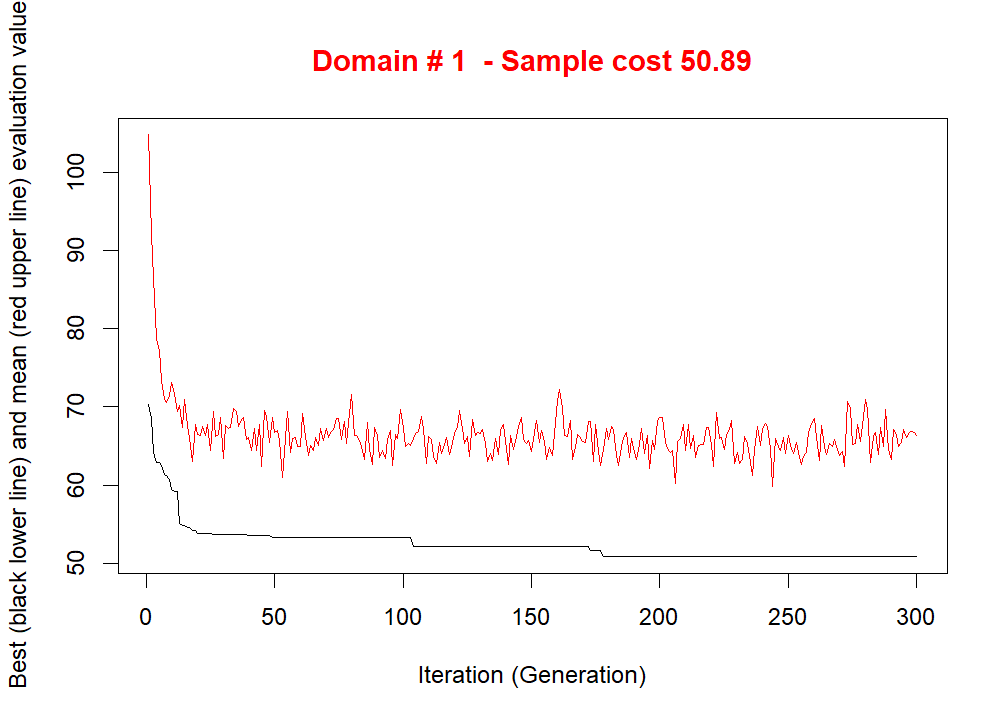 Domain # 1 - Sample cost 50.89
Best (black lower line) and mean (red upper line) evaluation value
100
90
80
70
60
50
0 50 100 150 200 250 300
Iteration (Generation)